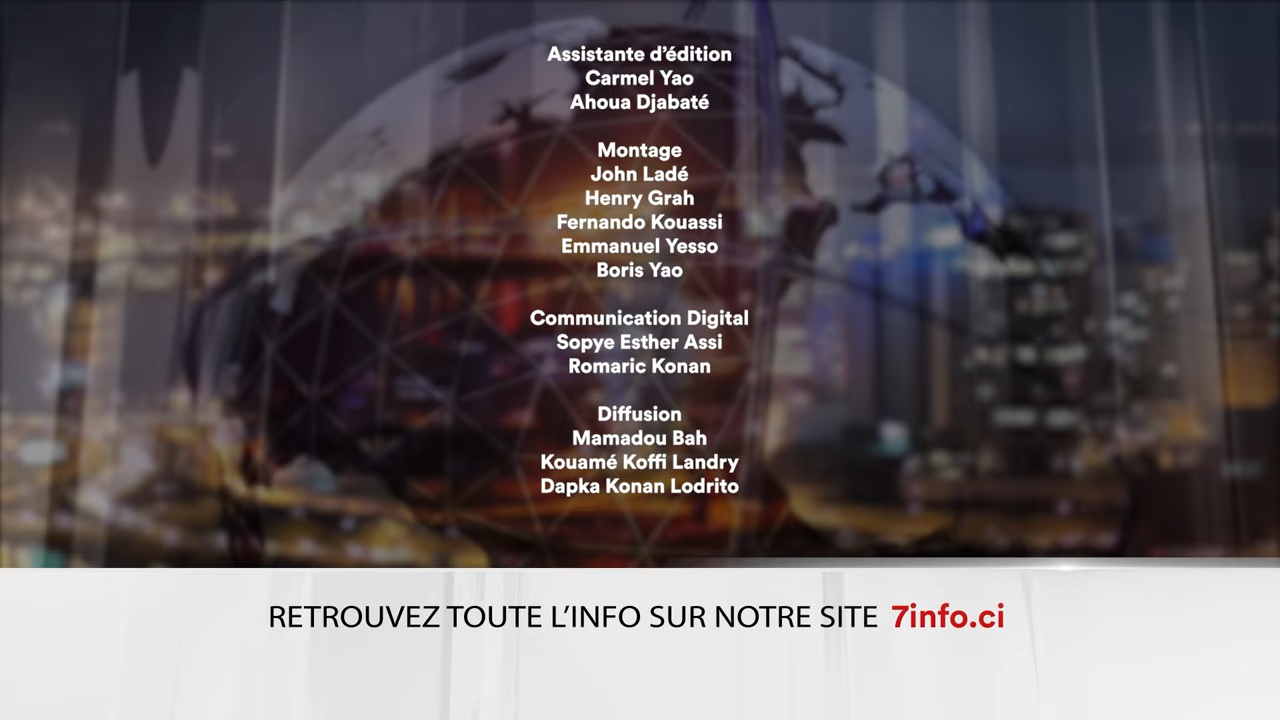 Assistante d’édition
Carmel Yao
Ahoua Djabaté
Montage
John Ladé
Henry Grah
Fernando Kouassi
Emmanuel Yesso
Boris Yao
Communication Digital
Sopye Esther Assi
Romaric Konan
Diffusion
Mamadou Bah
Kouamé Koffi Landry
Dapka Konan Lodrito
RETROUVEZ TOUTE L’INFO SUR NOTRE SITE 7info.ci